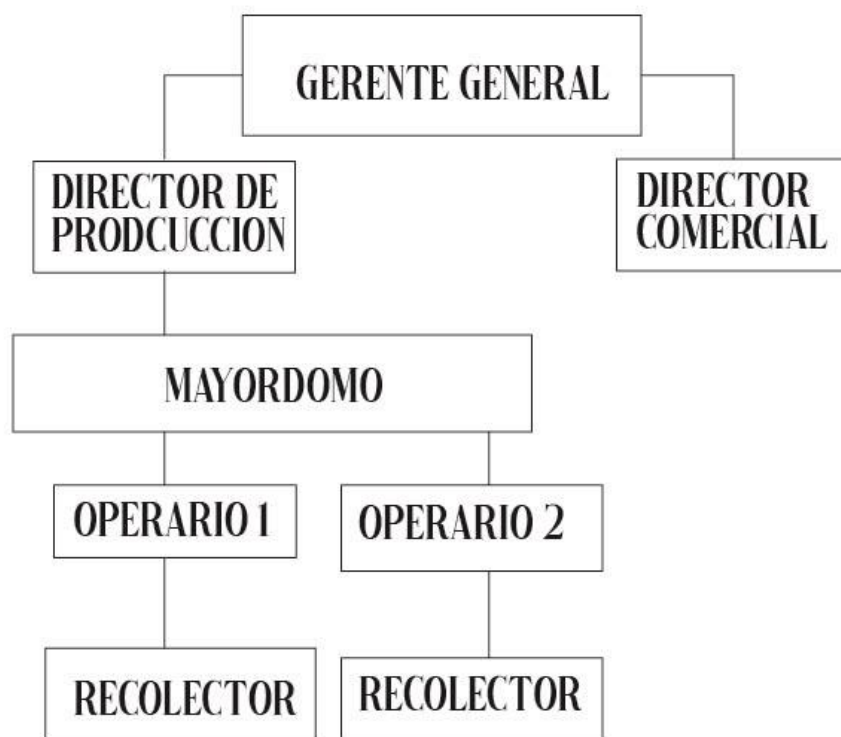 GERENTE GENERAL
DIRECTOR DE
PRODCUCCION
DIRECTOR
COMERCIAL
MAYORDOMO
OPERARIO 1
OPERARIO 2
RECOLECTOR
RECOLECTOR